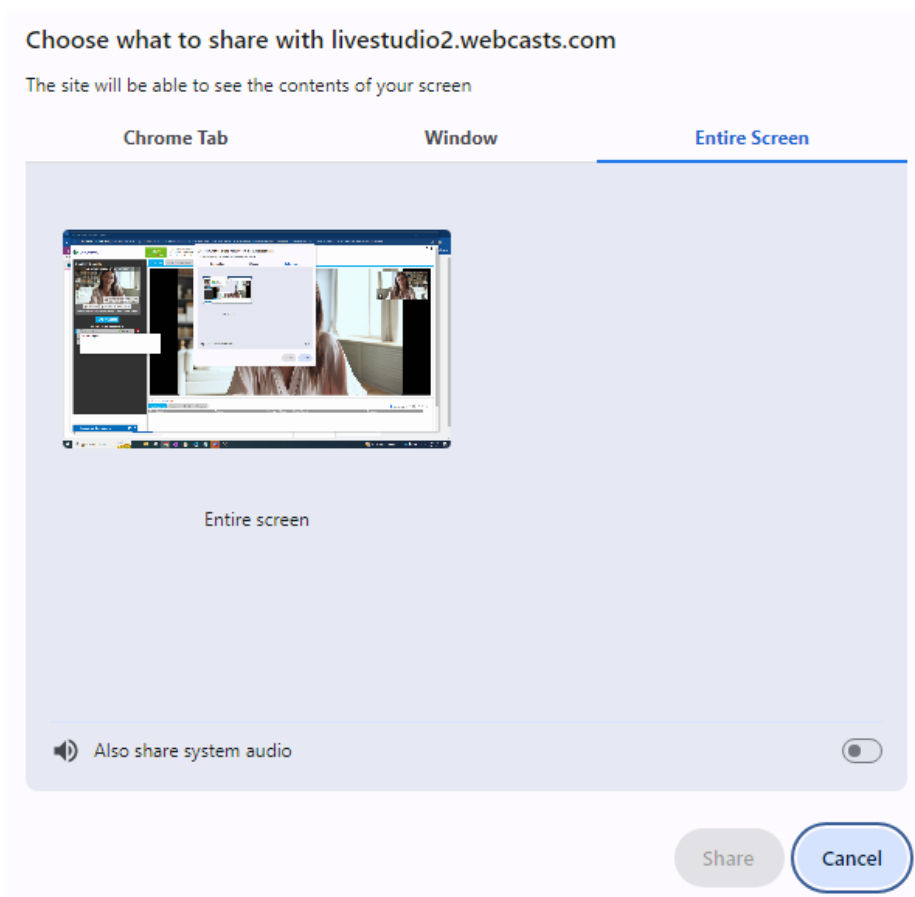 Choose what to share with livestudio2.webcasts.com
The site will be able to see the contents of your screen
Chrome Tab
Window
Entire Screen
Entire screen
Also share system audio
Share
Cancel